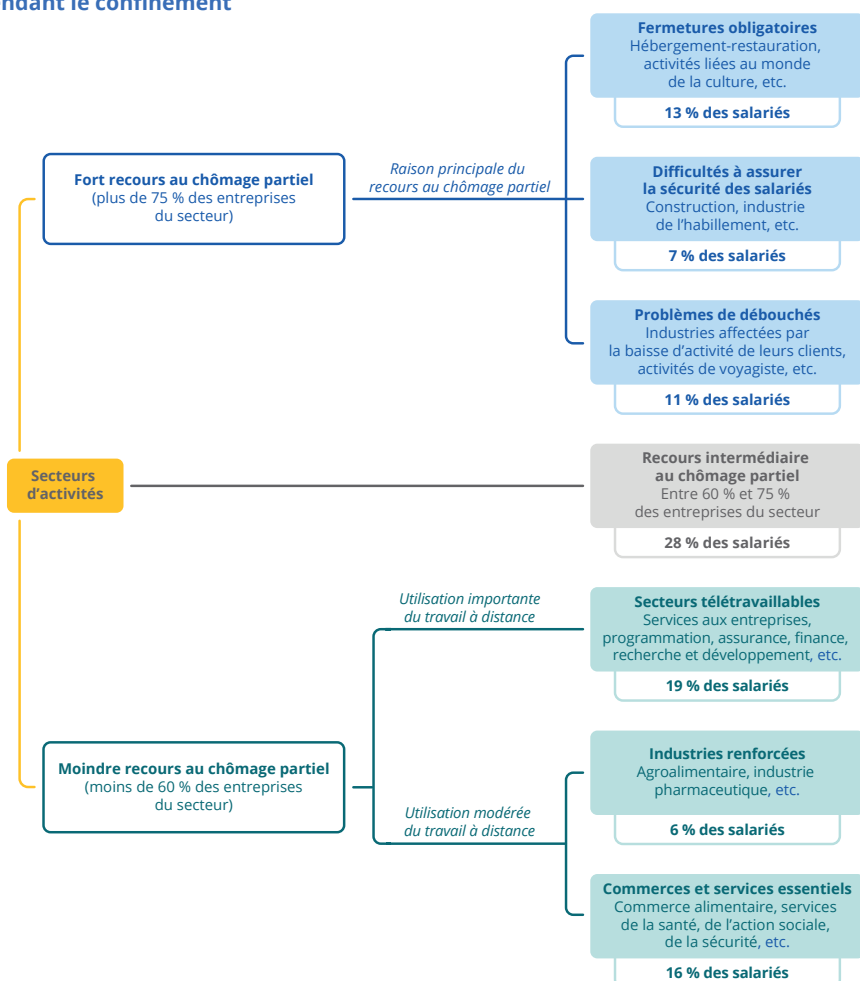 pendant le confinement
Fermetures obligatoires
Hébergement-restauration,
activités liées au monde
de la culture, etc.
13 % des salariés
Fort recours au chômage partiel
(plus de 75 % des entreprises
du secteur)
Raison principale du
recours au chômage partiel
Difficultés à assurer
la sécurité des salariés
Construction, industrie
de l’habillement, etc.
7 % des salariés
Problèmes de débouchés
Industries affectées par
la baisse d’activité de leurs clients,
activités de voyagiste, etc.
11 % des salariés
Secteurs
d’activités
Recours intermédiaire
au chômage partiel
Entre 60 % et 75 %
des entreprises du secteur
28 % des salariés
Utilisation importante
du travail à distance
Secteurs télétravaillables
Services aux entreprises,
programmation, assurance, finance,
recherche et développement, etc.
19 % des salariés
Moindre recours au chômage partiel
(moins de 60 % des entreprises
du secteur)
Utilisation modérée
du travail à distance
Industries renforcées
Agroalimentaire, industrie
pharmaceutique, etc.
6 % des salariés
Commerces et services essentiels
Commerce alimentaire, services
de la santé, de l’action sociale,
de la sécurité, etc.
16 % des salariés